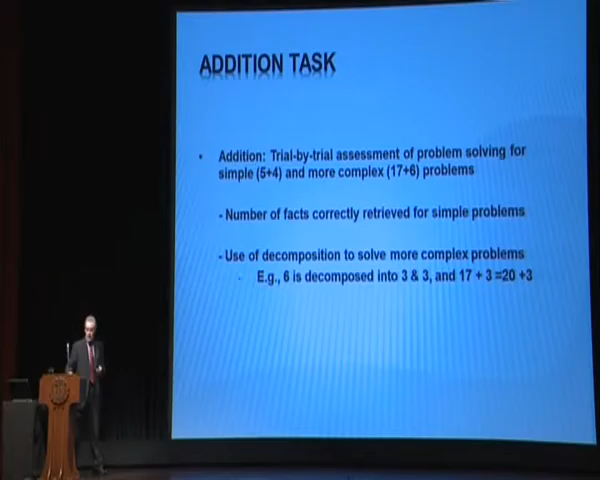 ADDITION TASK
• Addition: Trial-by-trial assessment of problem solving for
simple (5+4) and more complex (17+6) problems
- Number of facts correctly retrieved for simple problems
- Use of decomposition to solve more complex problems
· E.g., 6 is decomposed into 3 & 3, and 17 + 3 =20 +3